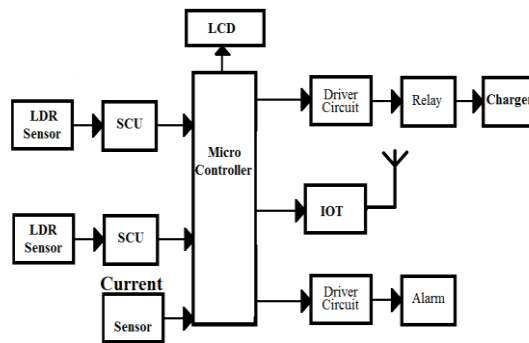 LCD
LDR
Sensor
SCU
Micro
Controller
Driver
Circuit
Relay
Charger
LDR
Sensor
SCU
IOT
Current
Sensor
Driver
Circuit
Alarm